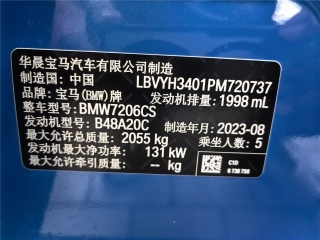 华晨宝马汽车有限公司制造
制造国：中国 LBVYH3401PM720737
品牌：宝马(BMW)牌 发动机排量：1998 mL
整车型号：BMW7206CS
发动机型号：B48A20C 制造年月：2023-08
最大允许总质量：2055 kg
发动机最大净功率：131 kW 乘坐人数：5
最大允许牵引质量：-- kg
C1D